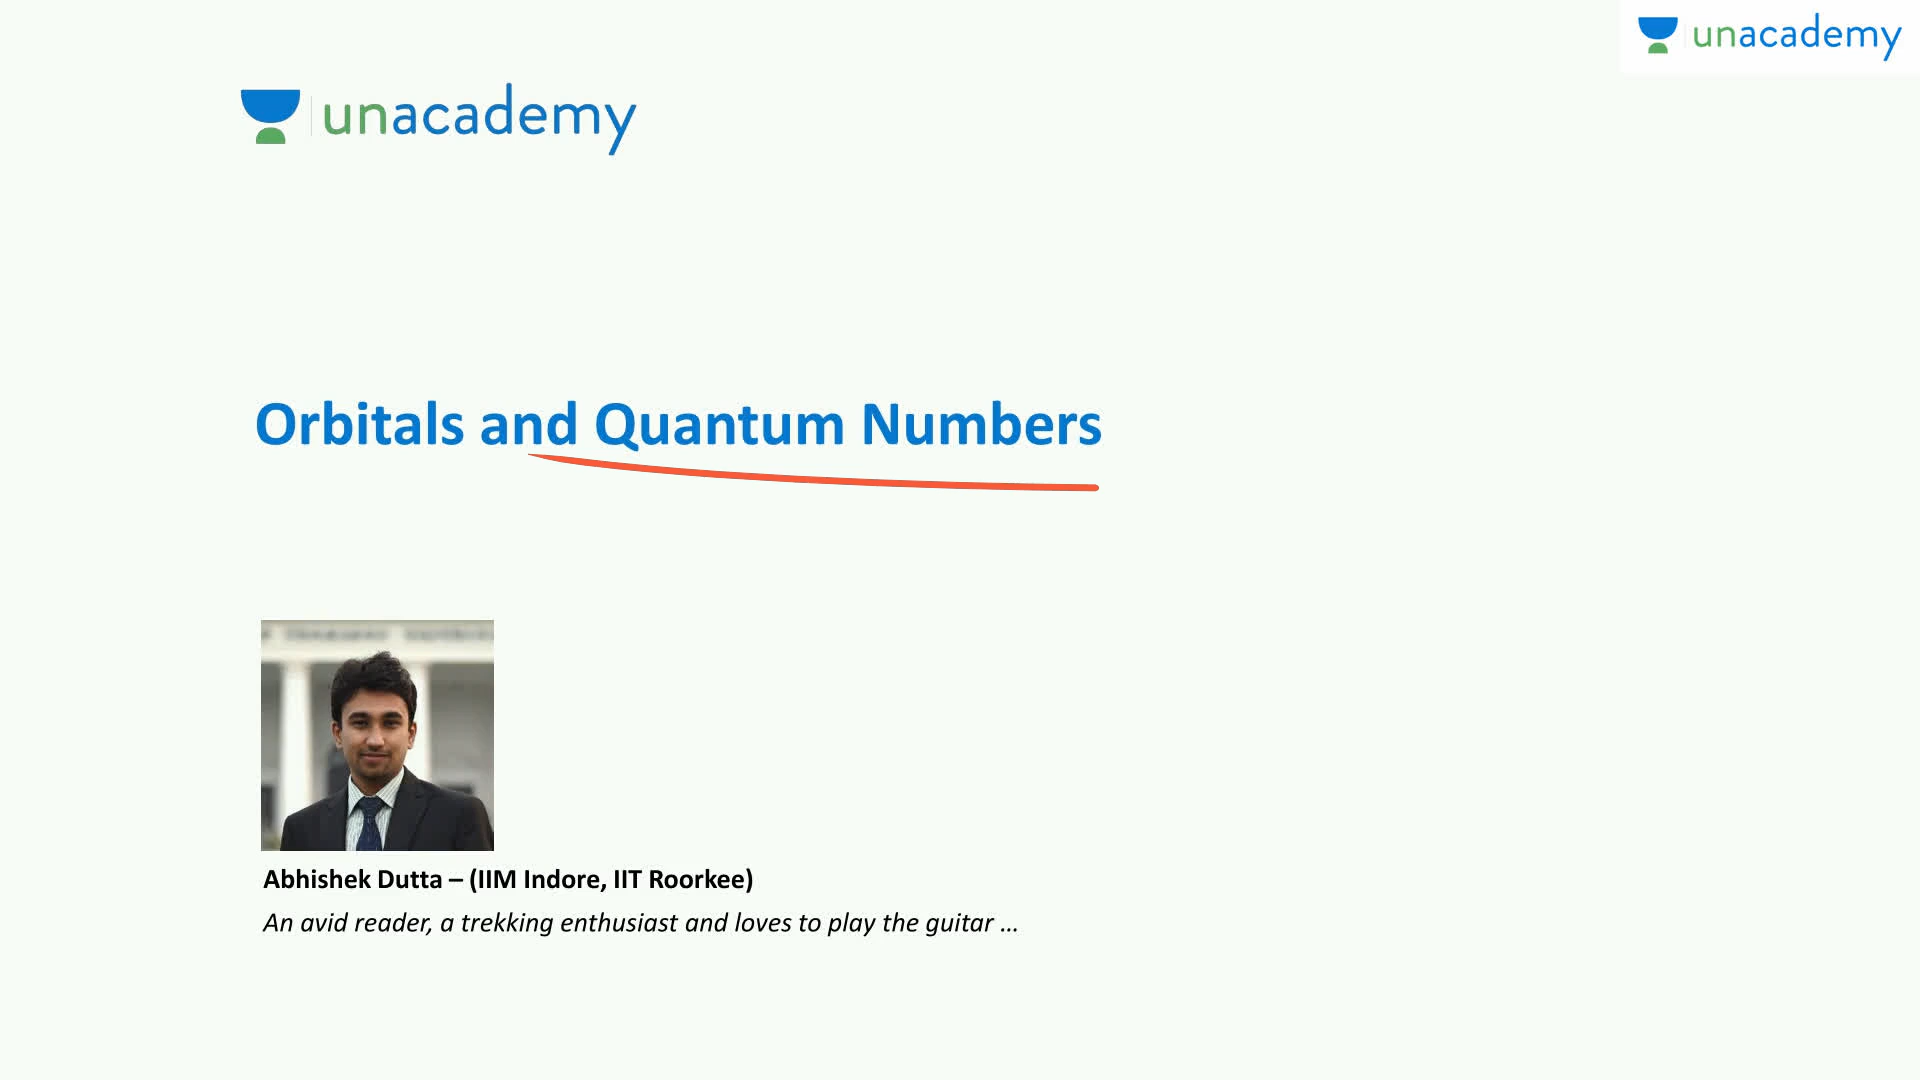 unacademy
unacademy
Orbitals and Quantum Numbers
Abhishek Dutta – (IIM Indore, IIT Roorkee)
An avid reader, a trekking enthusiast and loves to play the guitar ...